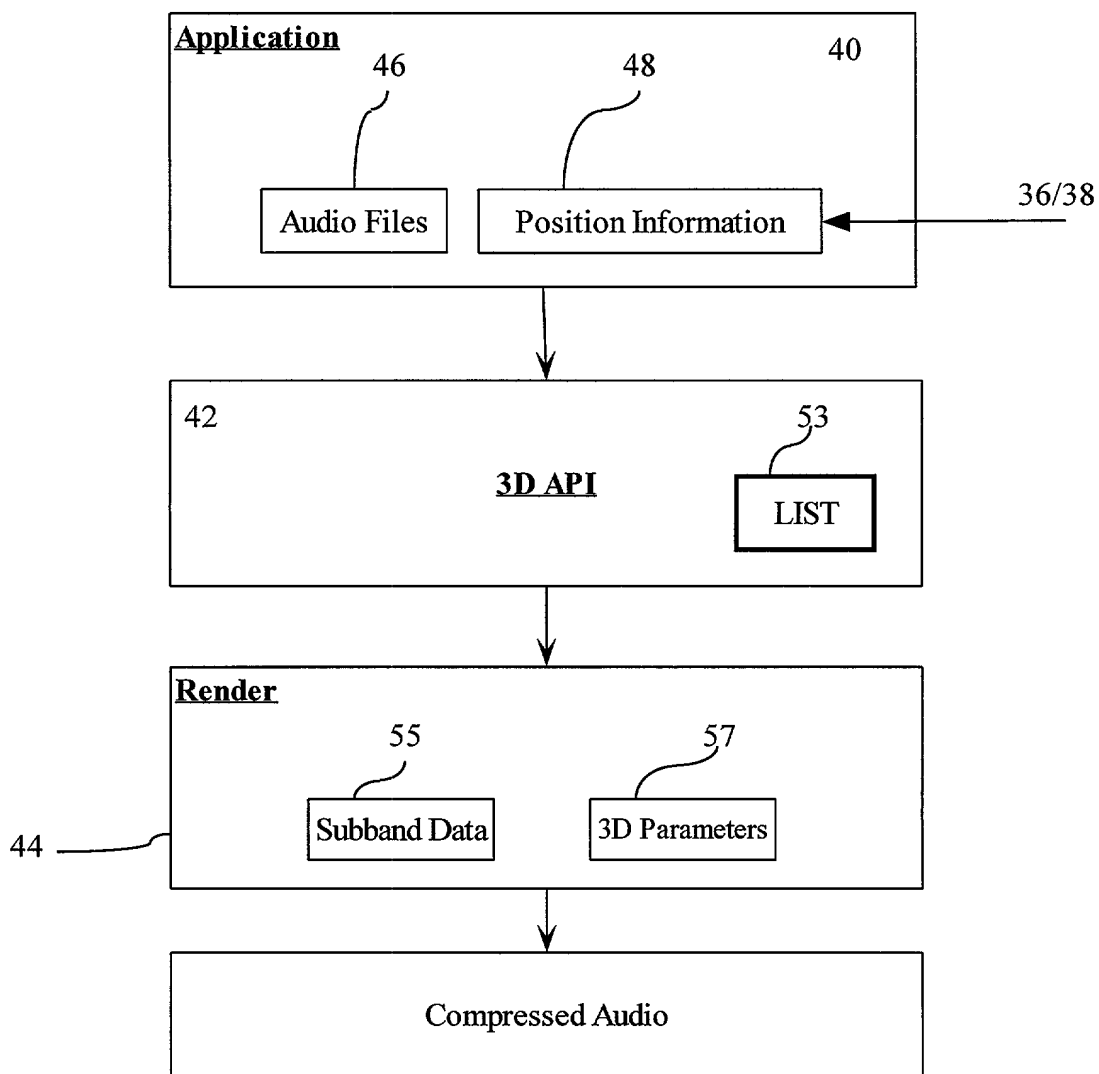 Application
40
46
48
36/38
Audio Files
Position Information
42
53
3D API
LIST
Render
55
57
Subband Data
3D Parameters
44
Compressed Audio